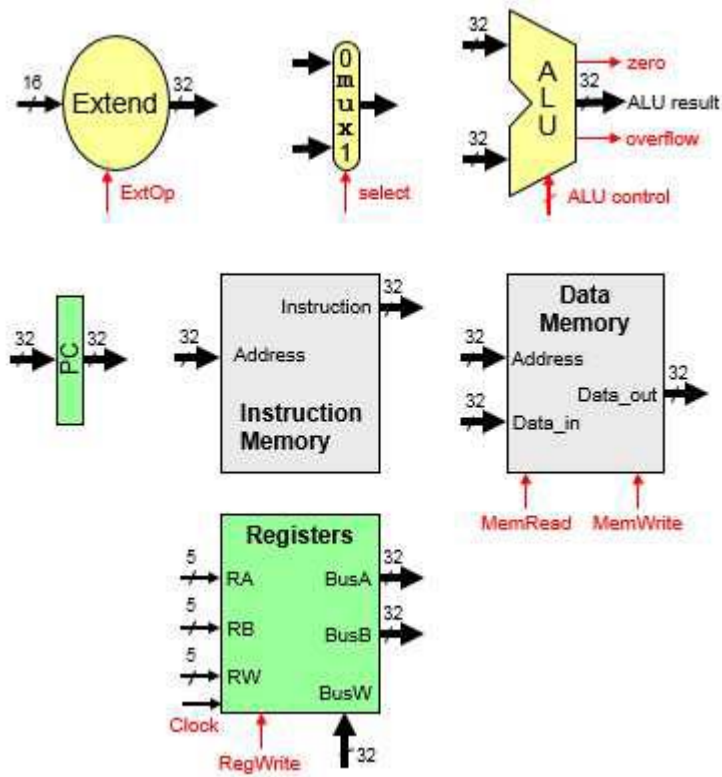 16
Extend
32
ExtOp
0
mux
1
select
32
32
ALU
zero
32
ALU result
overflow
ALU control
32
PC
32
32
Address
Instruction
32
Instruction
Memory
Data
Memory
32
Address
32
Data_in
Data_out
32
MemRead
MemWrite
Registers
5
RA
5
RB
5
RW
Clock
BusA
32
BusB
32
BusW
32
RegWrite